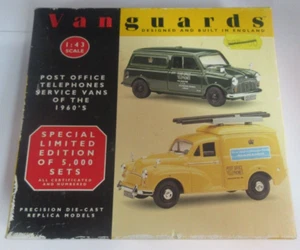 Vanguards
1:43
SCALE
DESIGNED AND BUILT IN ENGLAND
POST OFFICE
TELEPHONES
SERVICE VANS
OF THE
1960'S
SPECIAL
LIMITED
EDITION
OF 5,000
SETS
ALL CERTIFICATED
AND NUMBERED
PRECISION DIE-CAST
REPLICA MODELS